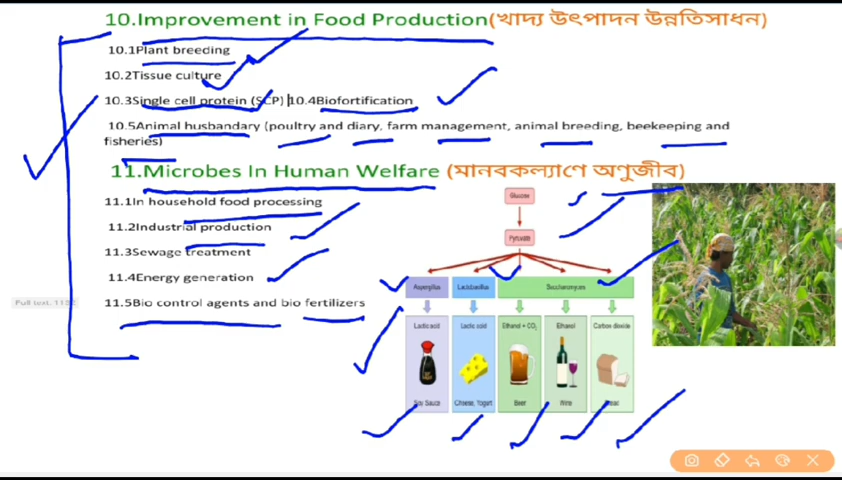 10.Improvement in Food Production(খাদ্য উৎপাদন উন্নতিসাধন)
10.1Plant breeding
10.2Tissue culture
10.3Single cell protein (SCP) 10.4Biofortification
10.5Animal husbandary (poultry and diary, farm management, animal breeding, beekeeping and
fisheries)
11.Microbes In Human Welfare (মানবকল্যাণে অণুজীব)
11.1In household food processing
11.2Industrial production
11.3Sewage treatment
11.4Energy generation
11.5Bio control agents and bio fertilizers
Glucose
Pyruvate
Aspergillus Lactobacillus Saccharomyces
Lactic acid Lactic acid Ethanol + CO₂ Ethanol Carbon dioxide
Soy Sauce Cheese, Yogurt Beer Wine